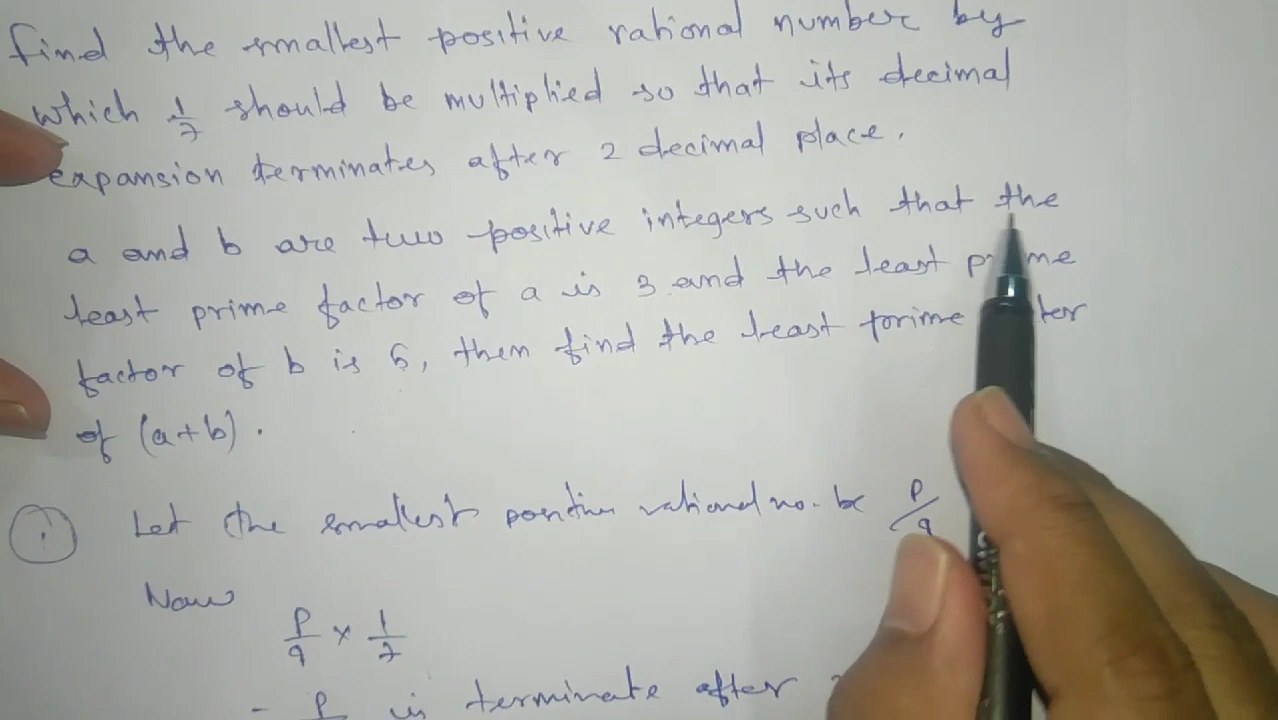 find the smallest positive rational number by
which 1/7 should be multiplied so that its decimal
expansion terminates after 2 decimal place.
a and b are two positive integers such that the
least prime factor of a is 3 and the least
factor of b is 5, then find the least prime
of (a+b).
① Let the smallest positive rational no. be p/q
Now
p/q × 1/7
= p is terminate after